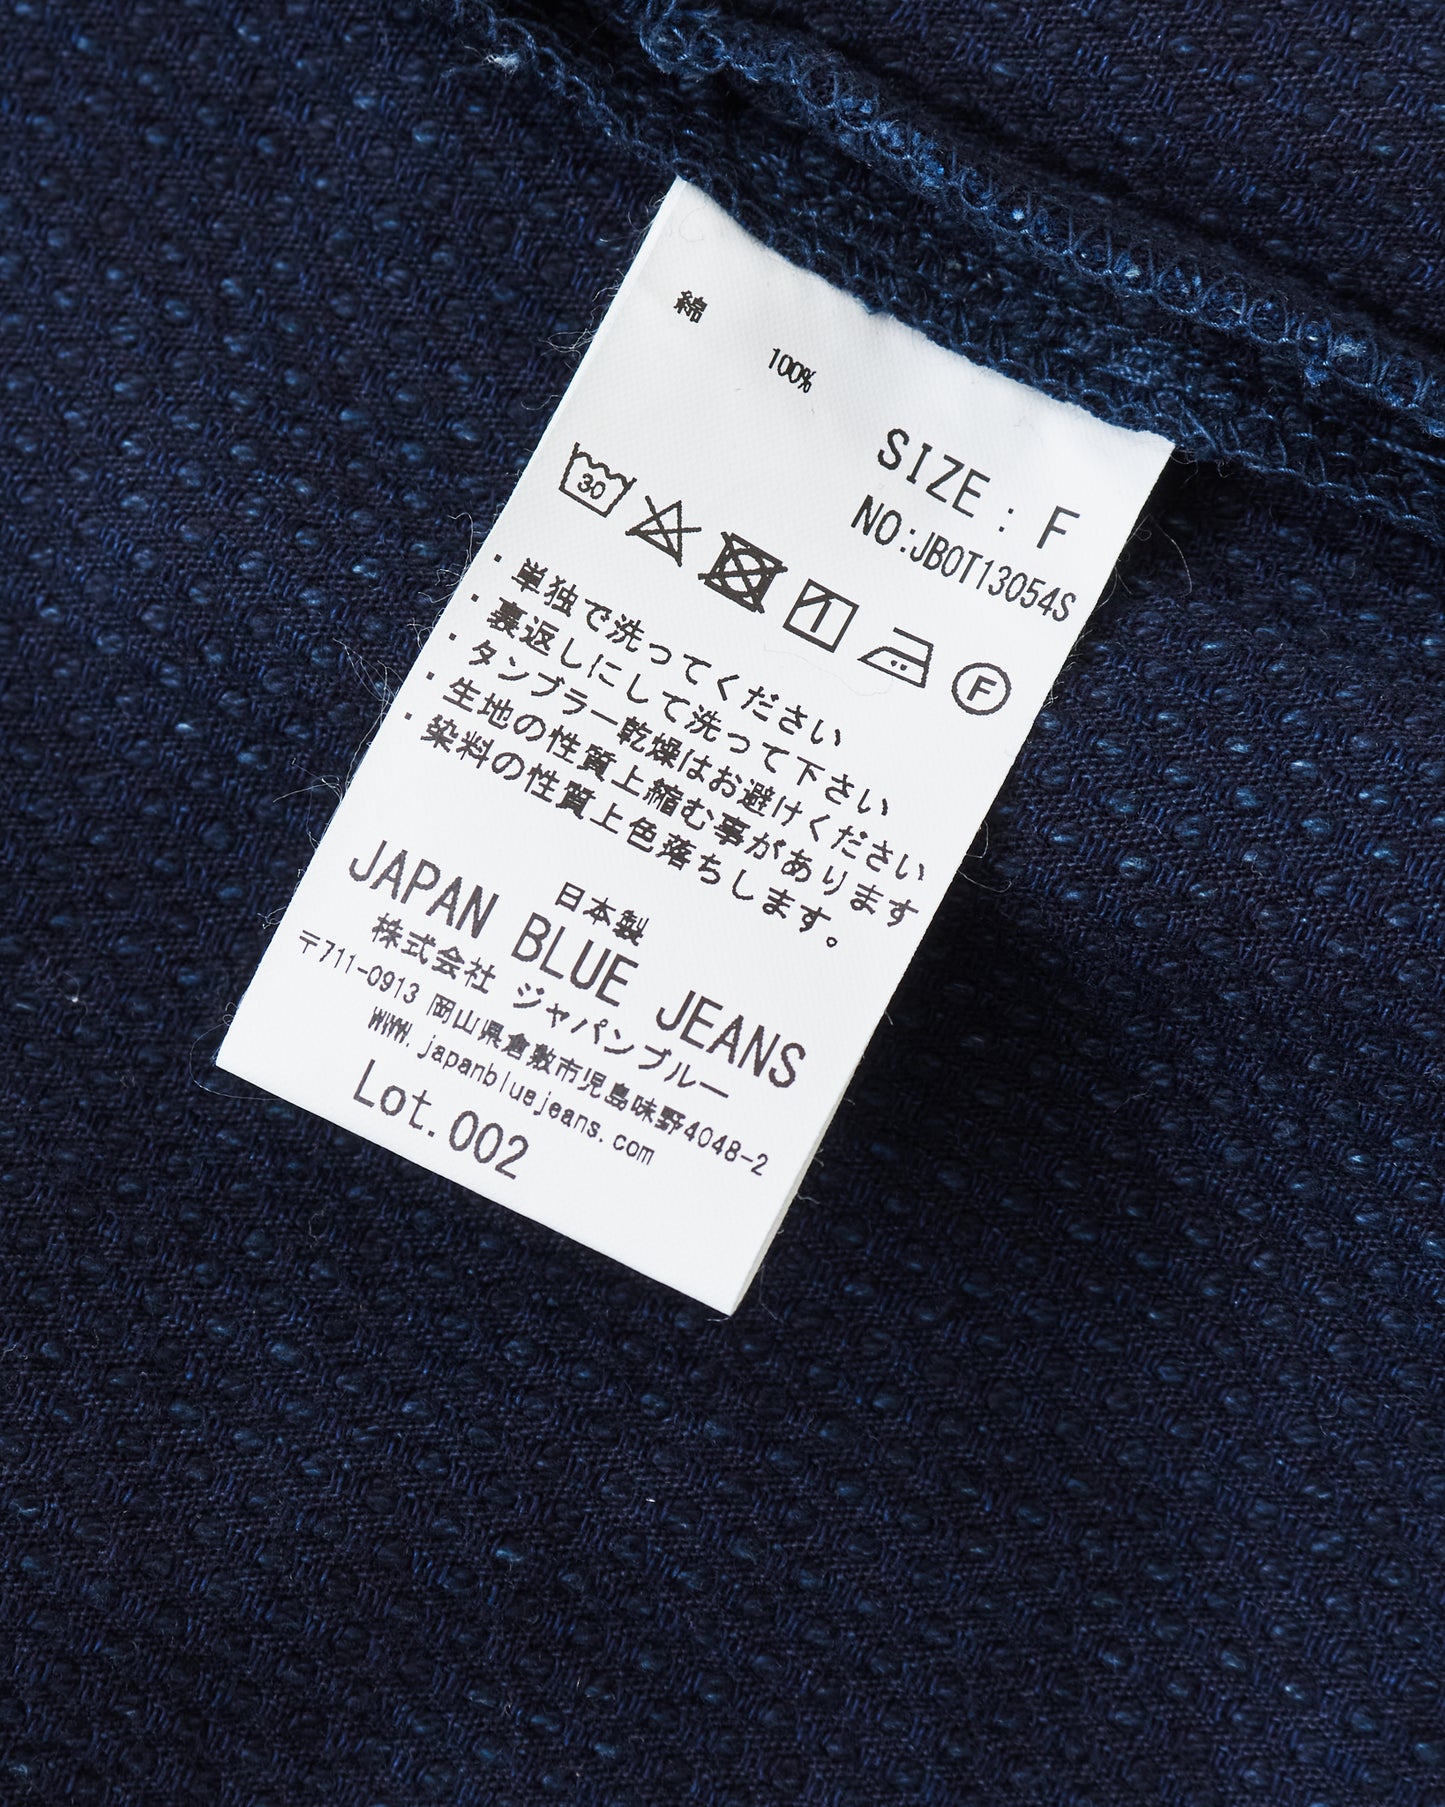 綿 100%
SIZE : F
NO:JBOT13054S
30
F
・単独で洗ってください
・裏返しにして洗って下さい
・タンブラー乾燥はお避けください
・生地の性質上縮む事があります
・染料の性質上色落ちします。
日本製
JAPAN BLUE JEANS
株式会社 ジャパンブルー
〒711-0913 岡山県倉敷市児島味野4048-2
www.japanbluejeans.com
Lot.002